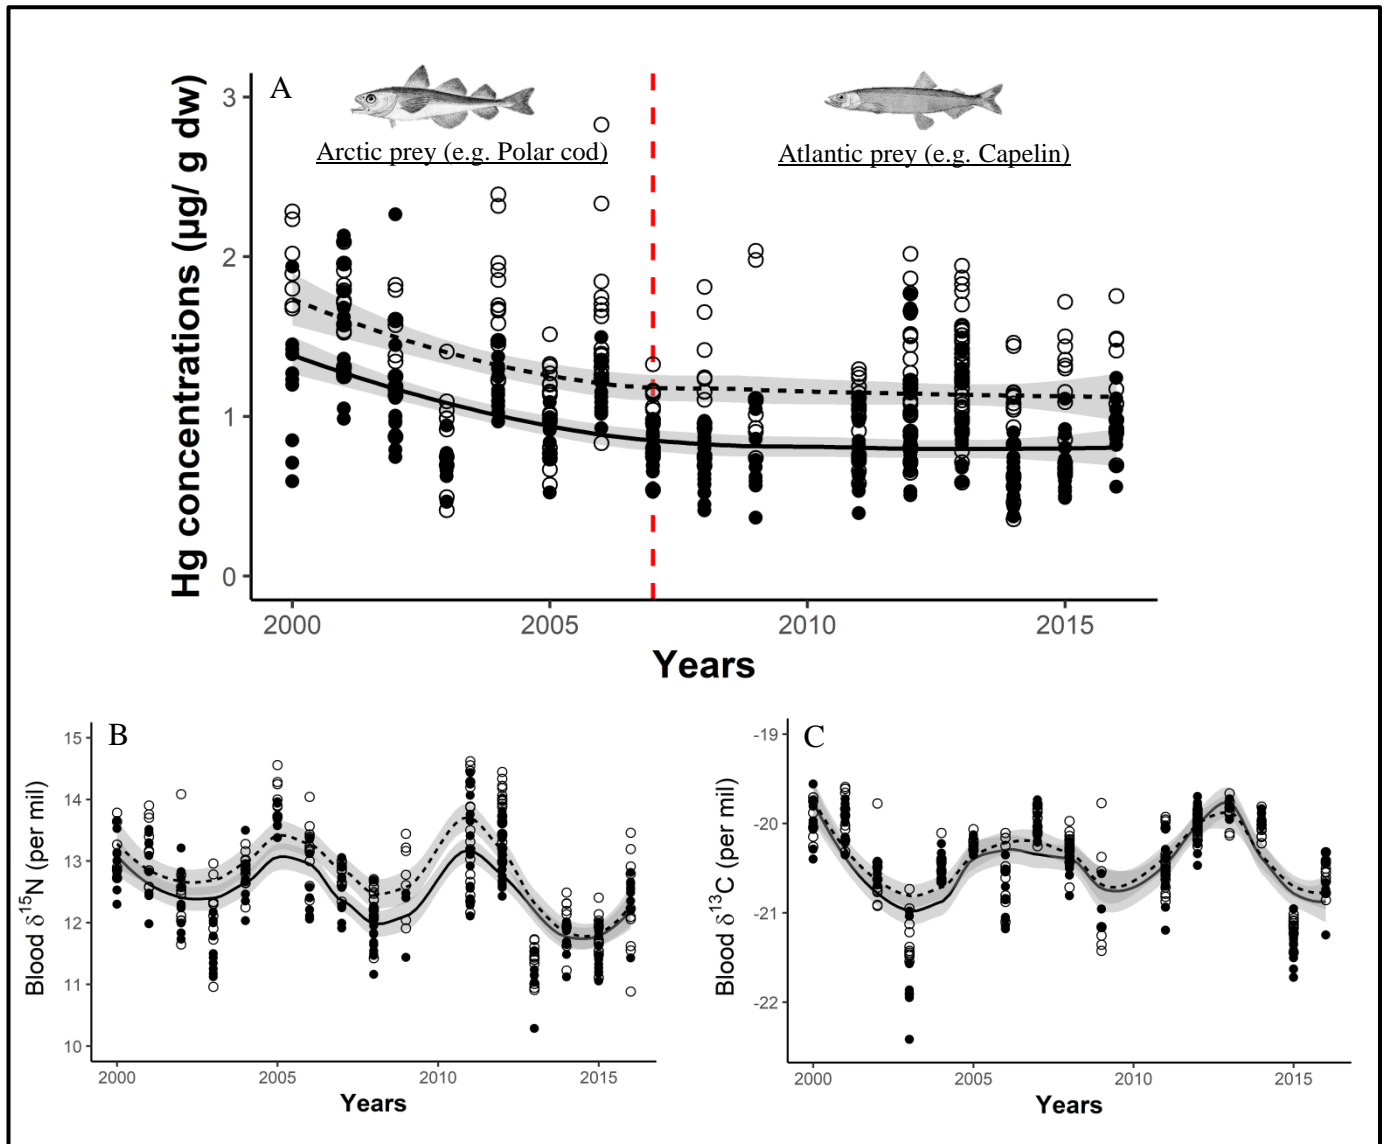 A
Arctic prey (e.g. Polar cod)
Atlantic prey (e.g. Capelin)
Hg concentrations (µg/ g dw)
3
2
1
0
2000 2005 2010 2015
Years
B
Blood δ15N (per mil)
15
14
13
12
11
10
2000 2005 2010 2015
Years
C
Blood δ13C (per mil)
-19
-20
-21
-22
2000 2005 2010 2015
Years